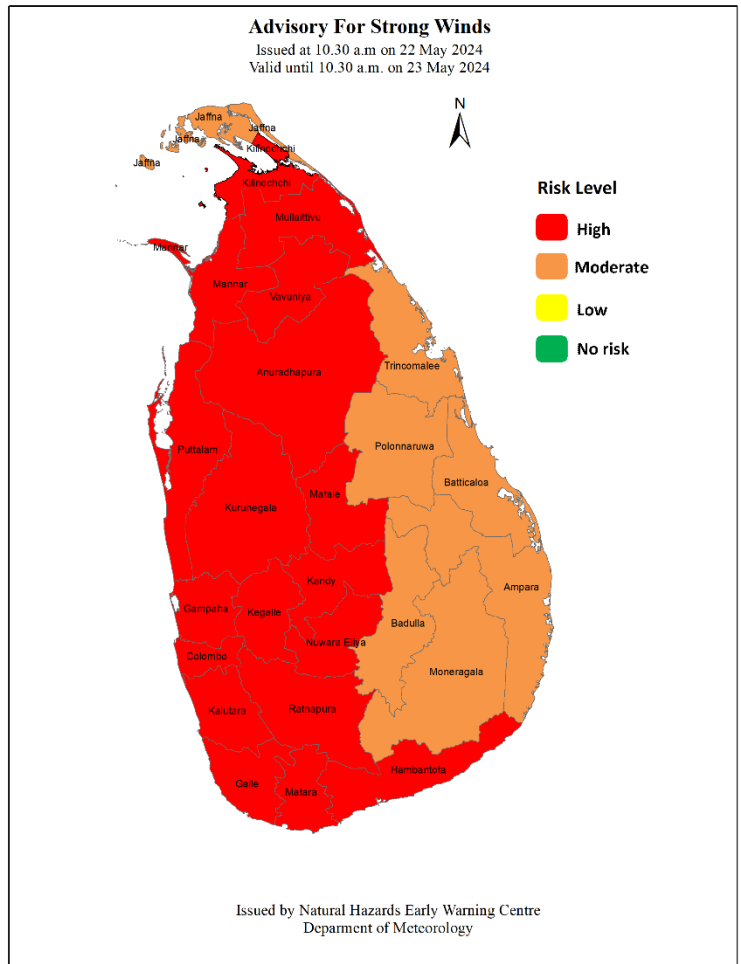 Advisory For Strong Winds
Issued at 10.30 a.m on 22 May 2024
Valid until 10.30 a.m. on 23 May 2024
N
Jaffna
Jaffna
Jaffna
Kilinochchi
Jaffna
Kilinochchi
Risk Level
Mullaittivu
High
Mannar
Moderate
Mannar
Vavuniya
Low
No risk
Trincomalee
Anuradhapura
Polonnaruwa
Puttalam
Batticaloa
Matale
Kurunegala
Kandy
Ampara
Gampaha
Kegalle
Badulla
Nuwara Eliya
Colombo
Moneragala
Kalutara
Ratnapura
Hambantota
Galle
Matara
Issued by Natural Hazards Early Warning Centre
Deparment of Meteorology